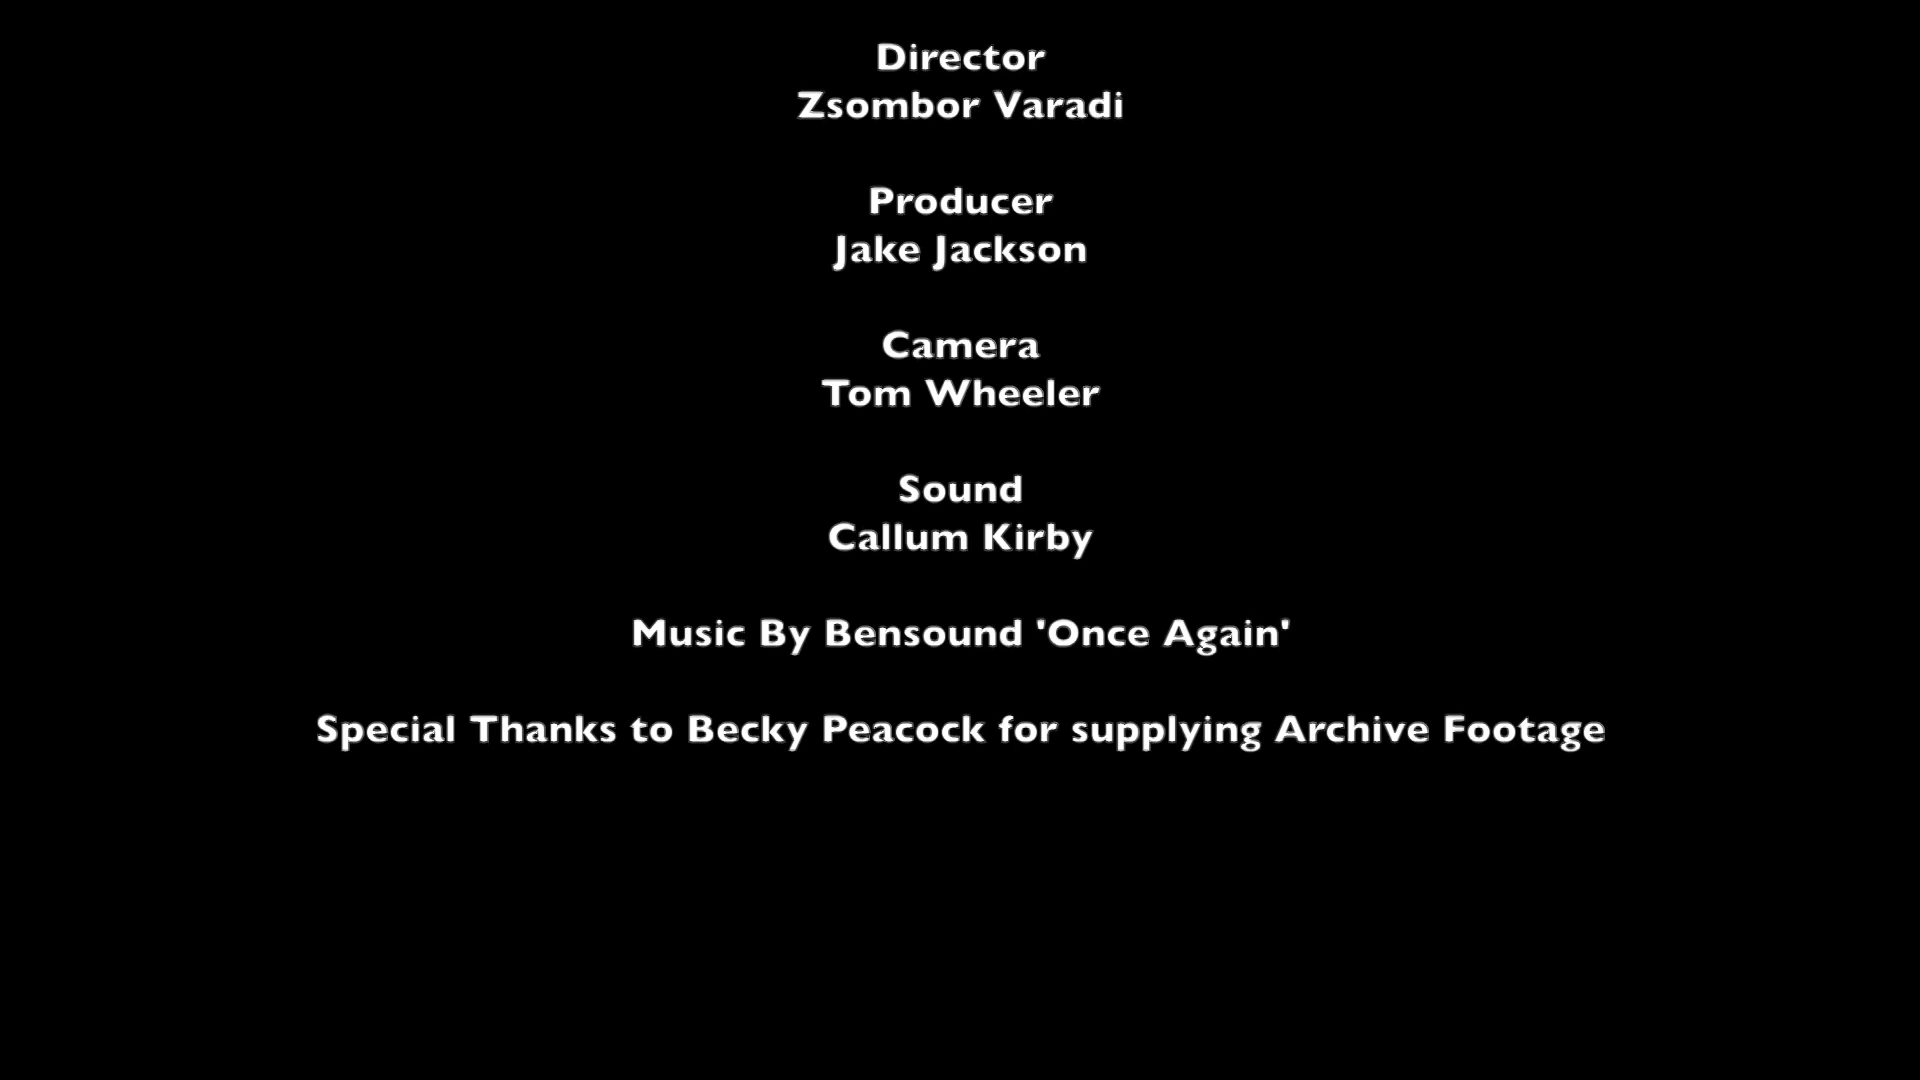 Director
Zsombor Varadi
Producer
Jake Jackson
Camera
Tom Wheeler
Sound
Callum Kirby
Music By Bensound 'Once Again'
Special Thanks to Becky Peacock for supplying Archive Footage